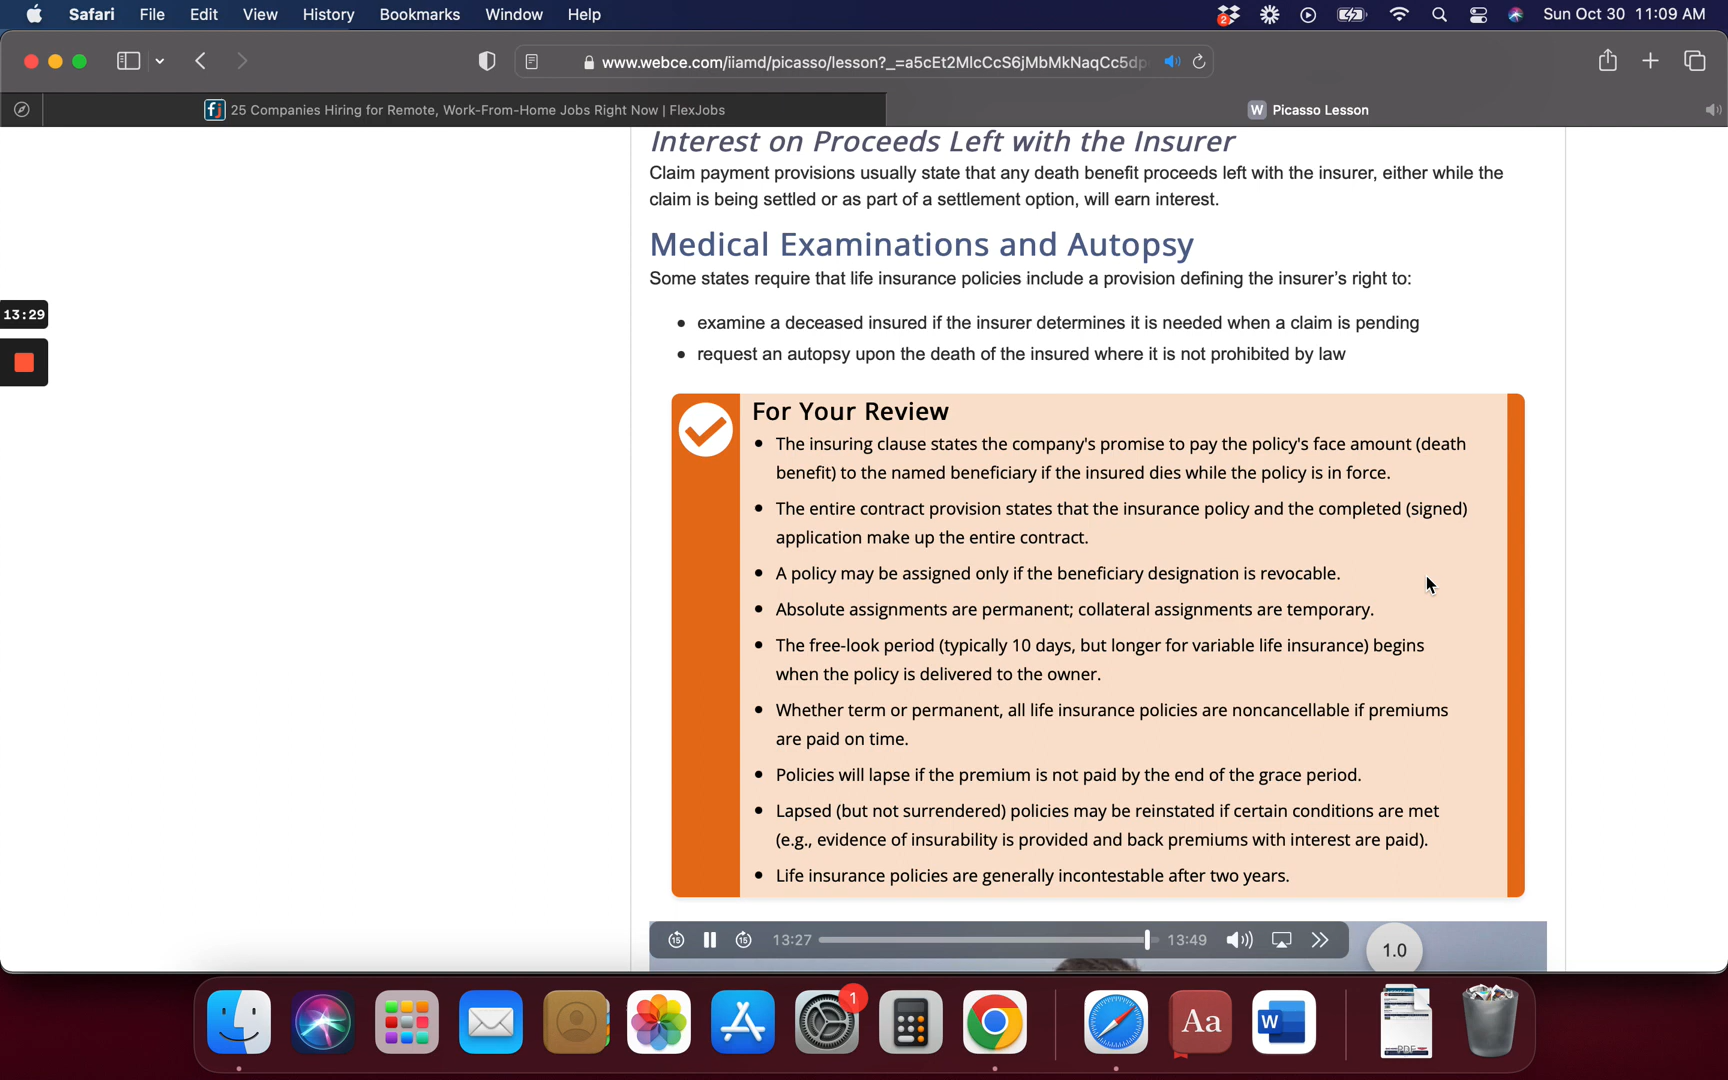 Safari File Edit View History Bookmarks Window Help
2
Sun Oct 30 11:09 AM
www.webce.com/iiamd/picasso/lesson?_=a5cEt2MlcCcS6jMbMkNaqCc5dp
fj 25 Companies Hiring for Remote, Work-From-Home Jobs Right Now | FlexJobs
W Picasso Lesson
Interest on Proceeds Left with the Insurer
Claim payment provisions usually state that any death benefit proceeds left with the insurer, either while the
claim is being settled or as part of a settlement option, will earn interest.
Medical Examinations and Autopsy
Some states require that life insurance policies include a provision defining the insurer's right to:
13:29
• examine a deceased insured if the insurer determines it is needed when a claim is pending
• request an autopsy upon the death of the insured where it is not prohibited by law
For Your Review
• The insuring clause states the company's promise to pay the policy's face amount (death
benefit) to the named beneficiary if the insured dies while the policy is in force.
• The entire contract provision states that the insurance policy and the completed (signed)
application make up the entire contract.
• A policy may be assigned only if the beneficiary designation is revocable.
• Absolute assignments are permanent; collateral assignments are temporary.
• The free-look period (typically 10 days, but longer for variable life insurance) begins
when the policy is delivered to the owner.
• Whether term or permanent, all life insurance policies are noncancellable if premiums
are paid on time.
• Policies will lapse if the premium is not paid by the end of the grace period.
• Lapsed (but not surrendered) policies may be reinstated if certain conditions are met
(e.g., evidence of insurability is provided and back premiums with interest are paid).
• Life insurance policies are generally incontestable after two years.
15 15 13:27 13:49 1.0
1
Aa
W
PDF